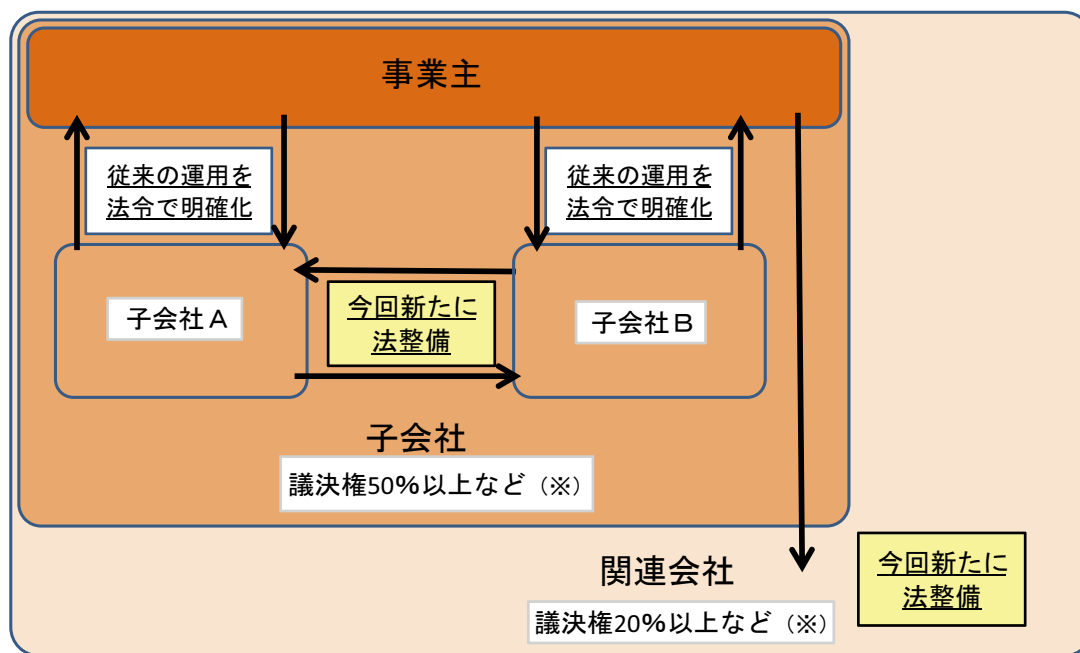 事業主
従来の運用を
法令で明確化
従来の運用を
法令で明確化
子会社A
今回新たに
法整備
子会社B
子会社
議決権50%以上など（※）
関連会社
議決権20%以上など（※）
今回新たに
法整備